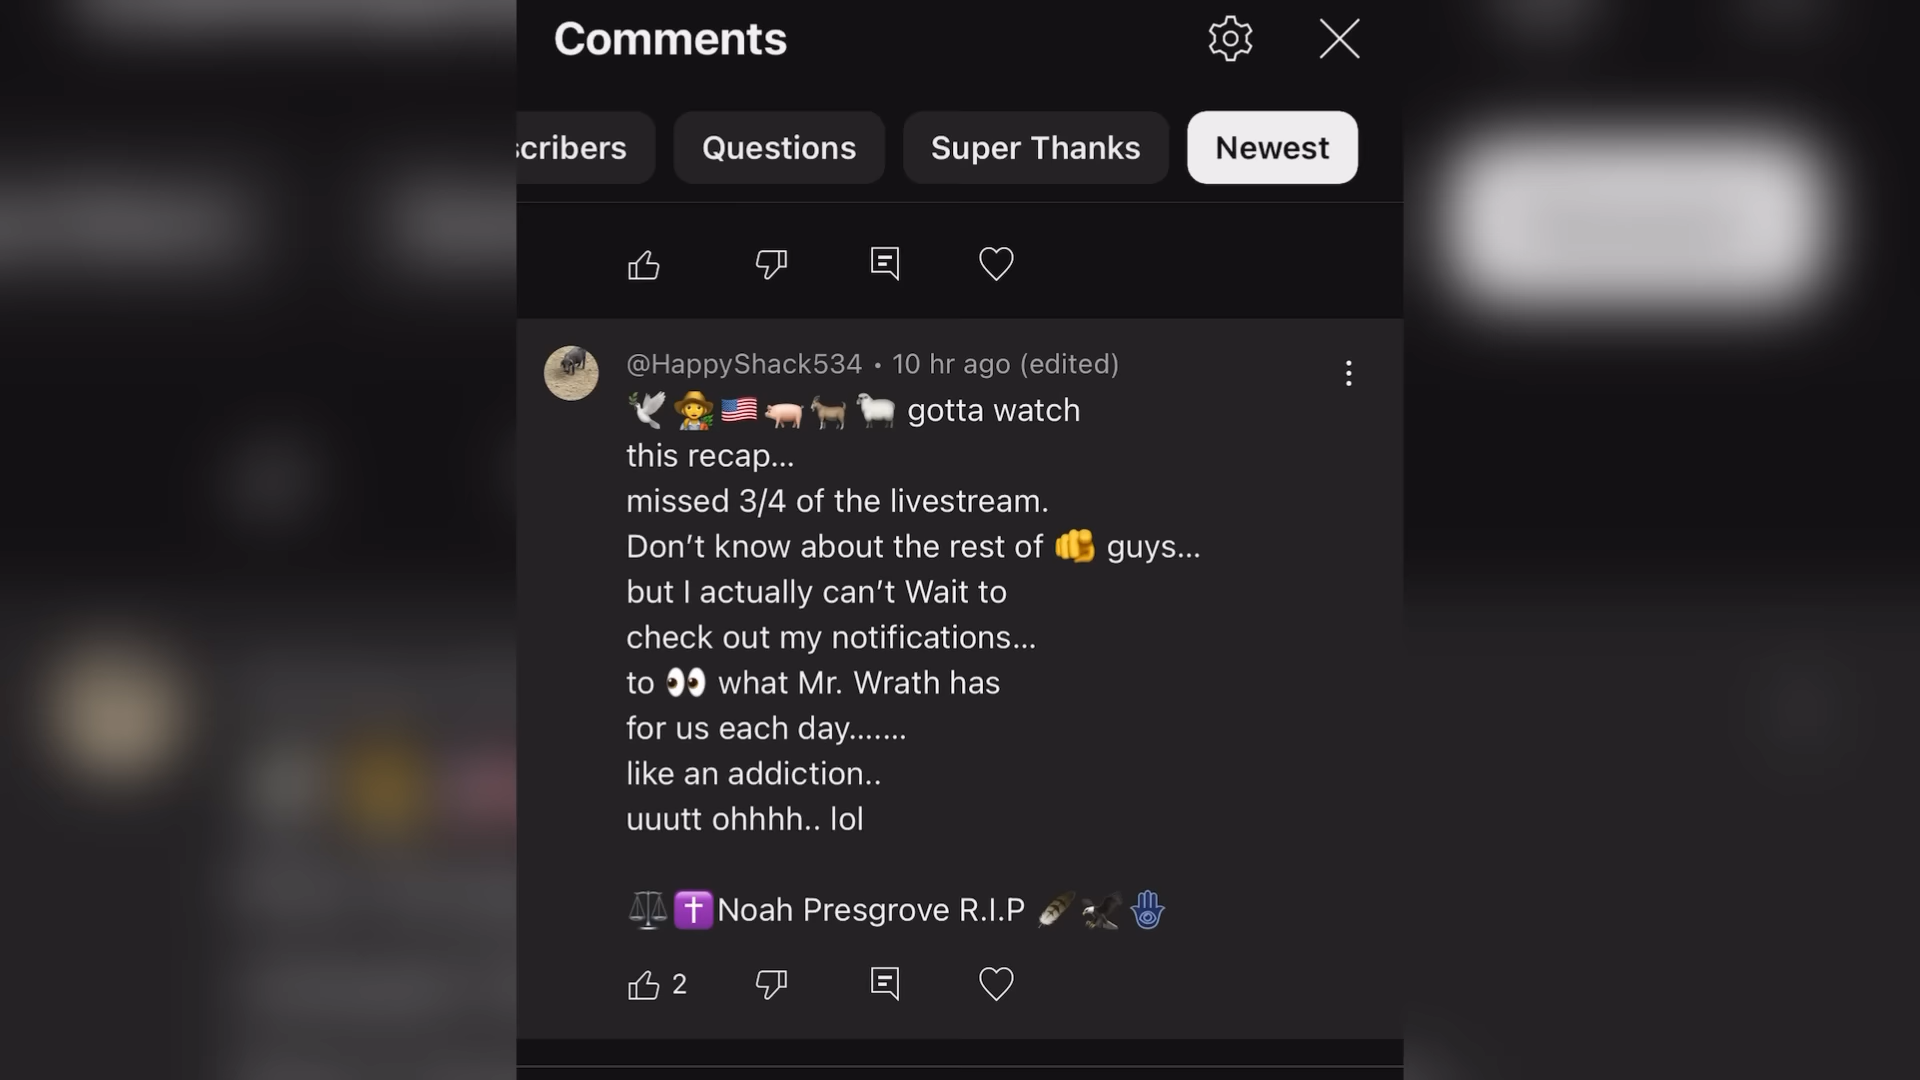 Comments
scribers Questions Super Thanks Newest
@HappyShack534 • 10 hr ago (edited)
🕊️🧑‍🌾🇺🇸🐖🐐🐑 gotta watch
this recap...
missed 3/4 of the livestream.
Don’t know about the rest of 🫵 guys...
but I actually can’t Wait to
check out my notifications...
to 👀 what Mr. Wrath has
for us each day.......
like an addiction..
uuutt ohhhh.. lol
⚖️✝️Noah Presgrove R.I.P 🪶🦅🪬
2